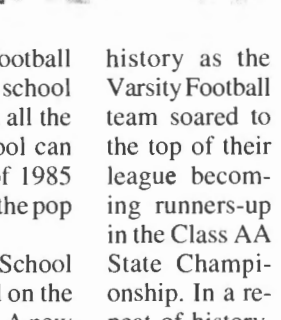 ootball
school
all the
ool can
of 1985
the pop
School
on the
history as the
Varsity Football
team soared to
the top of their
league becom-
ing runners-up
in the Class AA
State Champi-
onship. In a re-